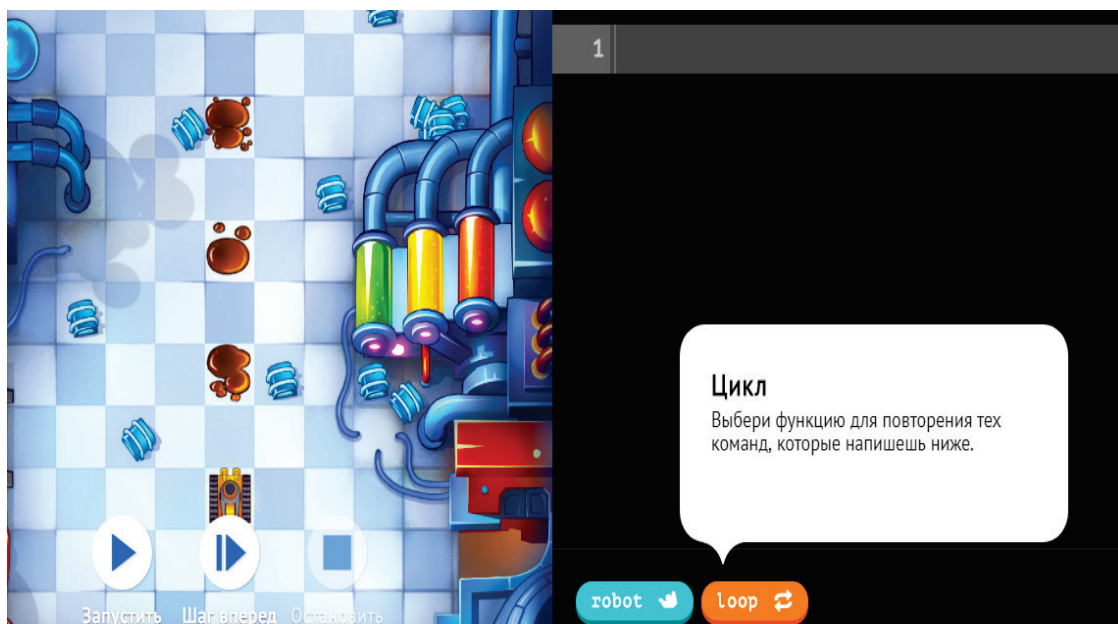 1
Цикл
Выбери функцию для повторения тех
команд, которые напишешь ниже.
robot loop
Запустить Шаг вперед Остановить